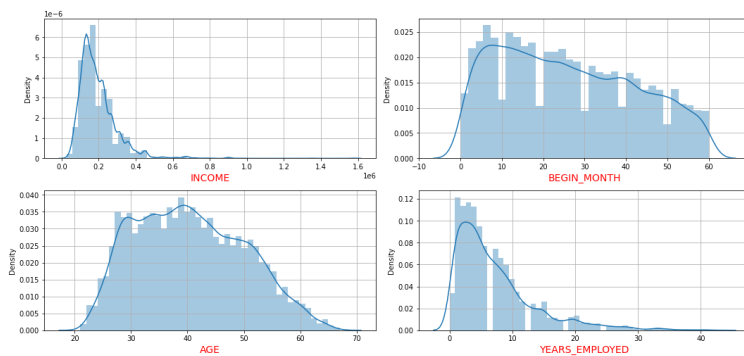 1e−6
6
5
4
3
2
1
0
Density
0.0 0.2 0.4 0.6 0.8 1.0 1.2 1.4 1.6
1e6
INCOME
0.025
0.020
0.015
0.010
0.005
0.000
Density
−10 0 10 20 30 40 50 60
BEGIN_MONTH
0.040
0.035
0.030
0.025
0.020
0.015
0.010
0.005
0.000
Density
20 30 40 50 60 70
AGE
0.12
0.10
0.08
0.06
0.04
0.02
0.00
Density
0 10 20 30 40
YEARS_EMPLOYED